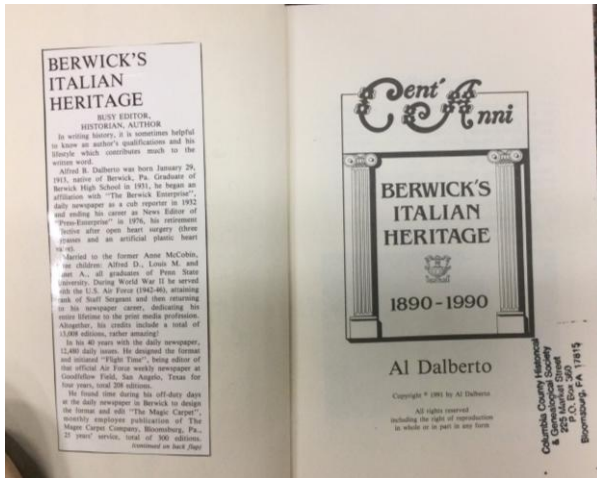 BERWICK'S
ITALIAN
HERITAGE
BUSY EDITOR,
HISTORIAN, AUTHOR
In writing history, it is sometimes helpful
to know an author's qualifications and his
lifestyle which contributes much to the
written word.
Alfred B. Dalberto was born January 29,
1913, native of Berwick, Pa. Graduate of
Berwick High School in 1931, he began an
affiliation with "The Berwick Enterprise",
daily newspaper as a cub reporter in 1932
and ending his career as News Editor of
"Press-Enterprise" in 1976, his retirement
effective after open heart surgery (three
bypasses and an artificial plastic heart
valve).
Married to the former Anne McCobin,
three children: Alfred D., Louis M. and
A., all graduates of Penn State
University. During World War II he served
with the U.S. Air Force (1942-46), attaining
rank of Staff Sergeant and then returning
to his newspaper career, dedicating his
entire lifetime to the print media profession.
Altogether, his credits include a total of
13,008 editions, rather amazing!
In his 40 years with the daily newspaper,
12,480 daily issues. He designed the format
and initiated "Flight Time", being editor of
that official Air Force weekly newspaper at
Goodfellow Field, San Angelo, Texas for
four years, total 208 editions.
He found time during his off-duty days
at the daily newspaper in Berwick to design
the format and edit "The Magic Carpet",
monthly employee publication of The
Magee Carpet Company, Bloomsburg, Pa.,
25 years' service, total of 300 editions.
(continued on back flap)
Cent'
Anni
BERWICK'S
ITALIAN
HERITAGE
1890-1990
Al Dalberto
Copyright © 1991 by Al Dalberto
All rights reserved
including the right of reproduction
in whole or in part in any form
Columbia County Historical
& Genealogical Society
225 Market Street
P.O. Box 360
Bloomsburg, PA 17815